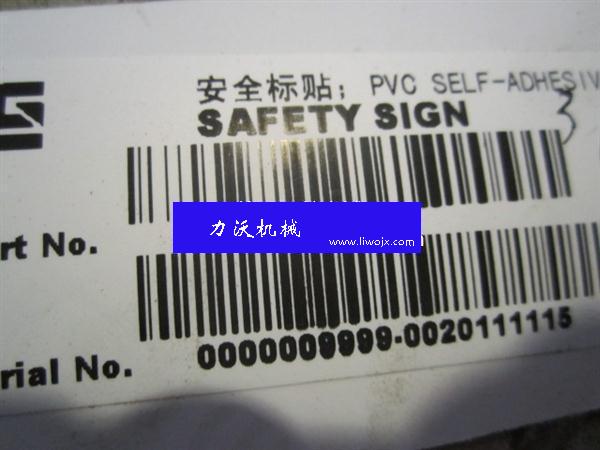 安全标贴; PVC SELF-ADHESIV
SAFETY SIGN
3
rt No.
力沃机械
www.liwojx.com
rial No.
0000009999-0020111115